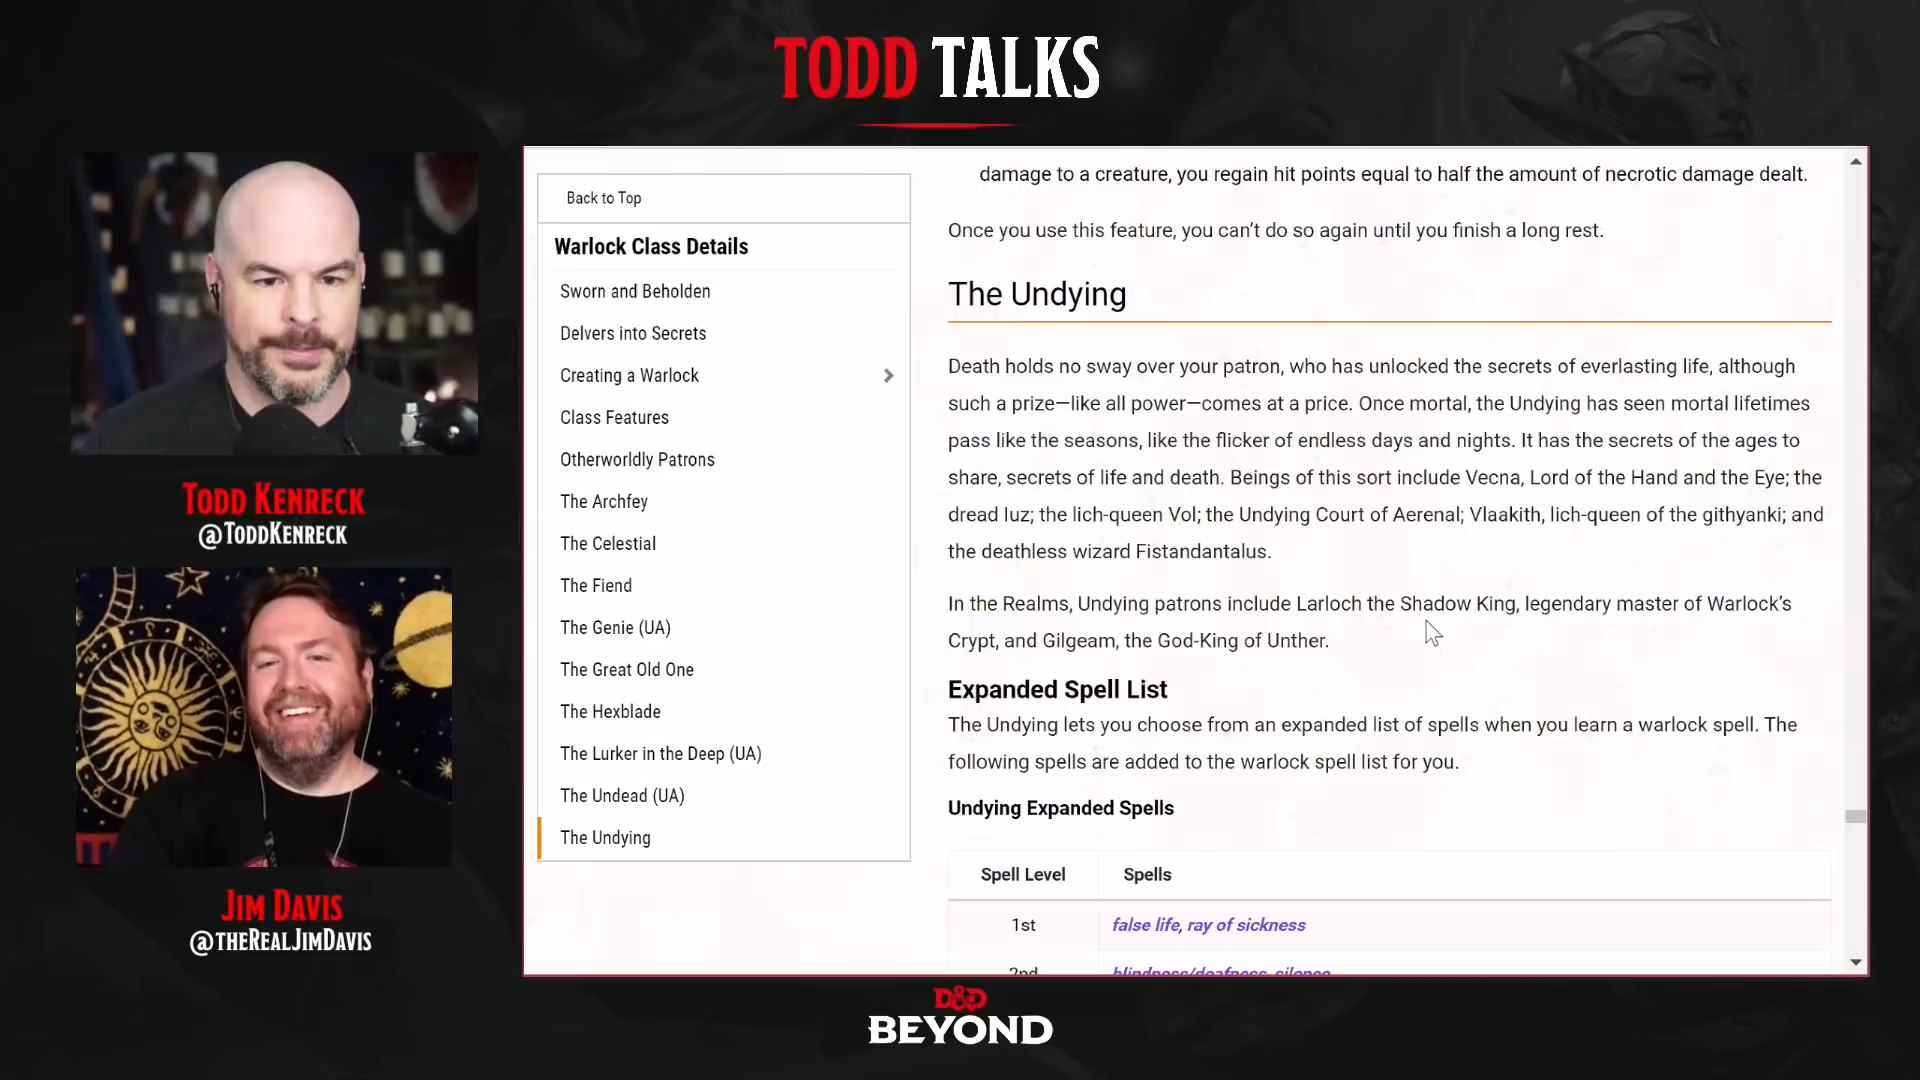 TODD TALKS
TODD KENRECK
@TODDKENRECK
JIM DAVIS
@THEREALJIMDAVIS
Back to Top
Warlock Class Details
Sworn and Beholden
Delvers into Secrets
Creating a Warlock
Class Features
Otherworldly Patrons
The Archfey
The Celestial
The Fiend
The Genie (UA)
The Great Old One
The Hexblade
The Lurker in the Deep (UA)
The Undead (UA)
The Undying
damage to a creature, you regain hit points equal to half the amount of necrotic damage dealt.
Once you use this feature, you can’t do so again until you finish a long rest.
The Undying
Death holds no sway over your patron, who has unlocked the secrets of everlasting life, although
such a prize—like all power—comes at a price. Once mortal, the Undying has seen mortal lifetimes
pass like the seasons, like the flicker of endless days and nights. It has the secrets of the ages to
share, secrets of life and death. Beings of this sort include Vecna, Lord of the Hand and the Eye; the
dread Iuz; the lich-queen Vol; the Undying Court of Aerenal; Vlaakith, lich-queen of the githyanki; and
the deathless wizard Fistandantalus.
In the Realms, Undying patrons include Larloch the Shadow King, legendary master of Warlock’s
Crypt, and Gilgeam, the God-King of Unther.
Expanded Spell List
The Undying lets you choose from an expanded list of spells when you learn a warlock spell. The
following spells are added to the warlock spell list for you.
Undying Expanded Spells
Spell Level Spells
1st false life, ray of sickness
2nd blindness/deafness, silence
D&D
BEYOND